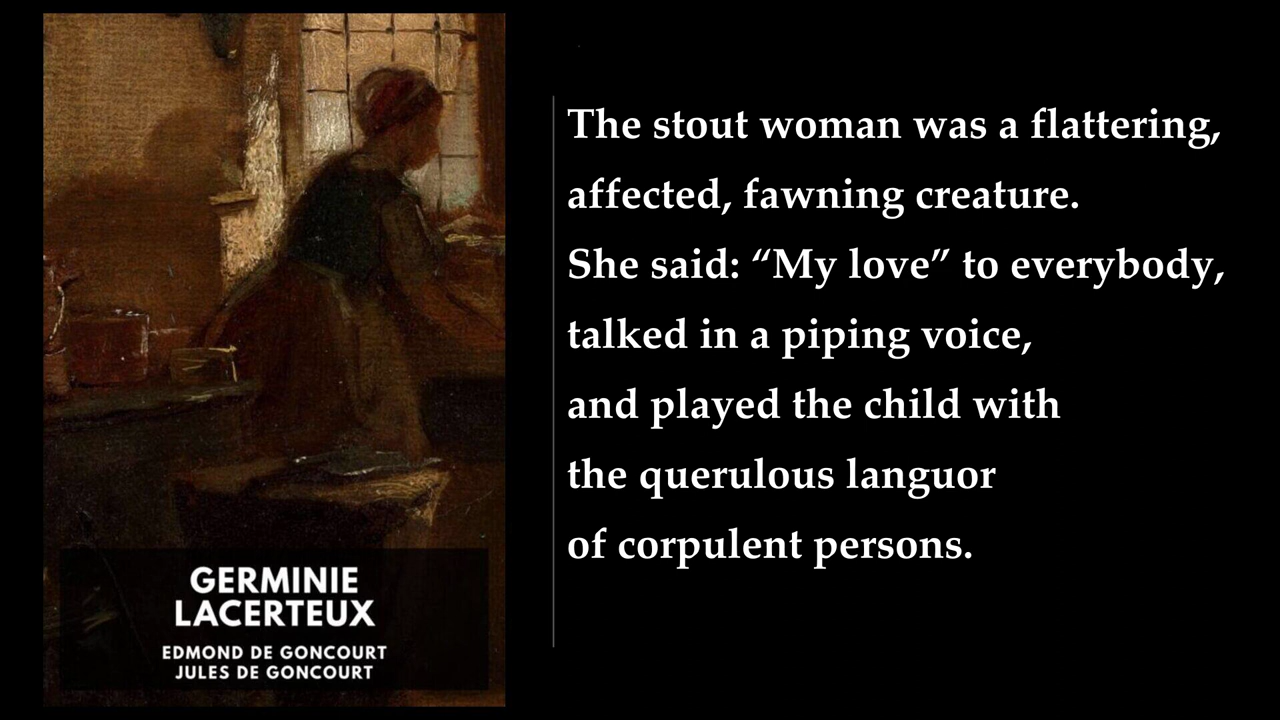 GERMINIE
LACERTEUX
EDMOND DE GONCOURT
JULES DE GONCOURT
The stout woman was a flattering,
affected, fawning creature.
She said: “My love” to everybody,
talked in a piping voice,
and played the child with
the querulous languor
of corpulent persons.